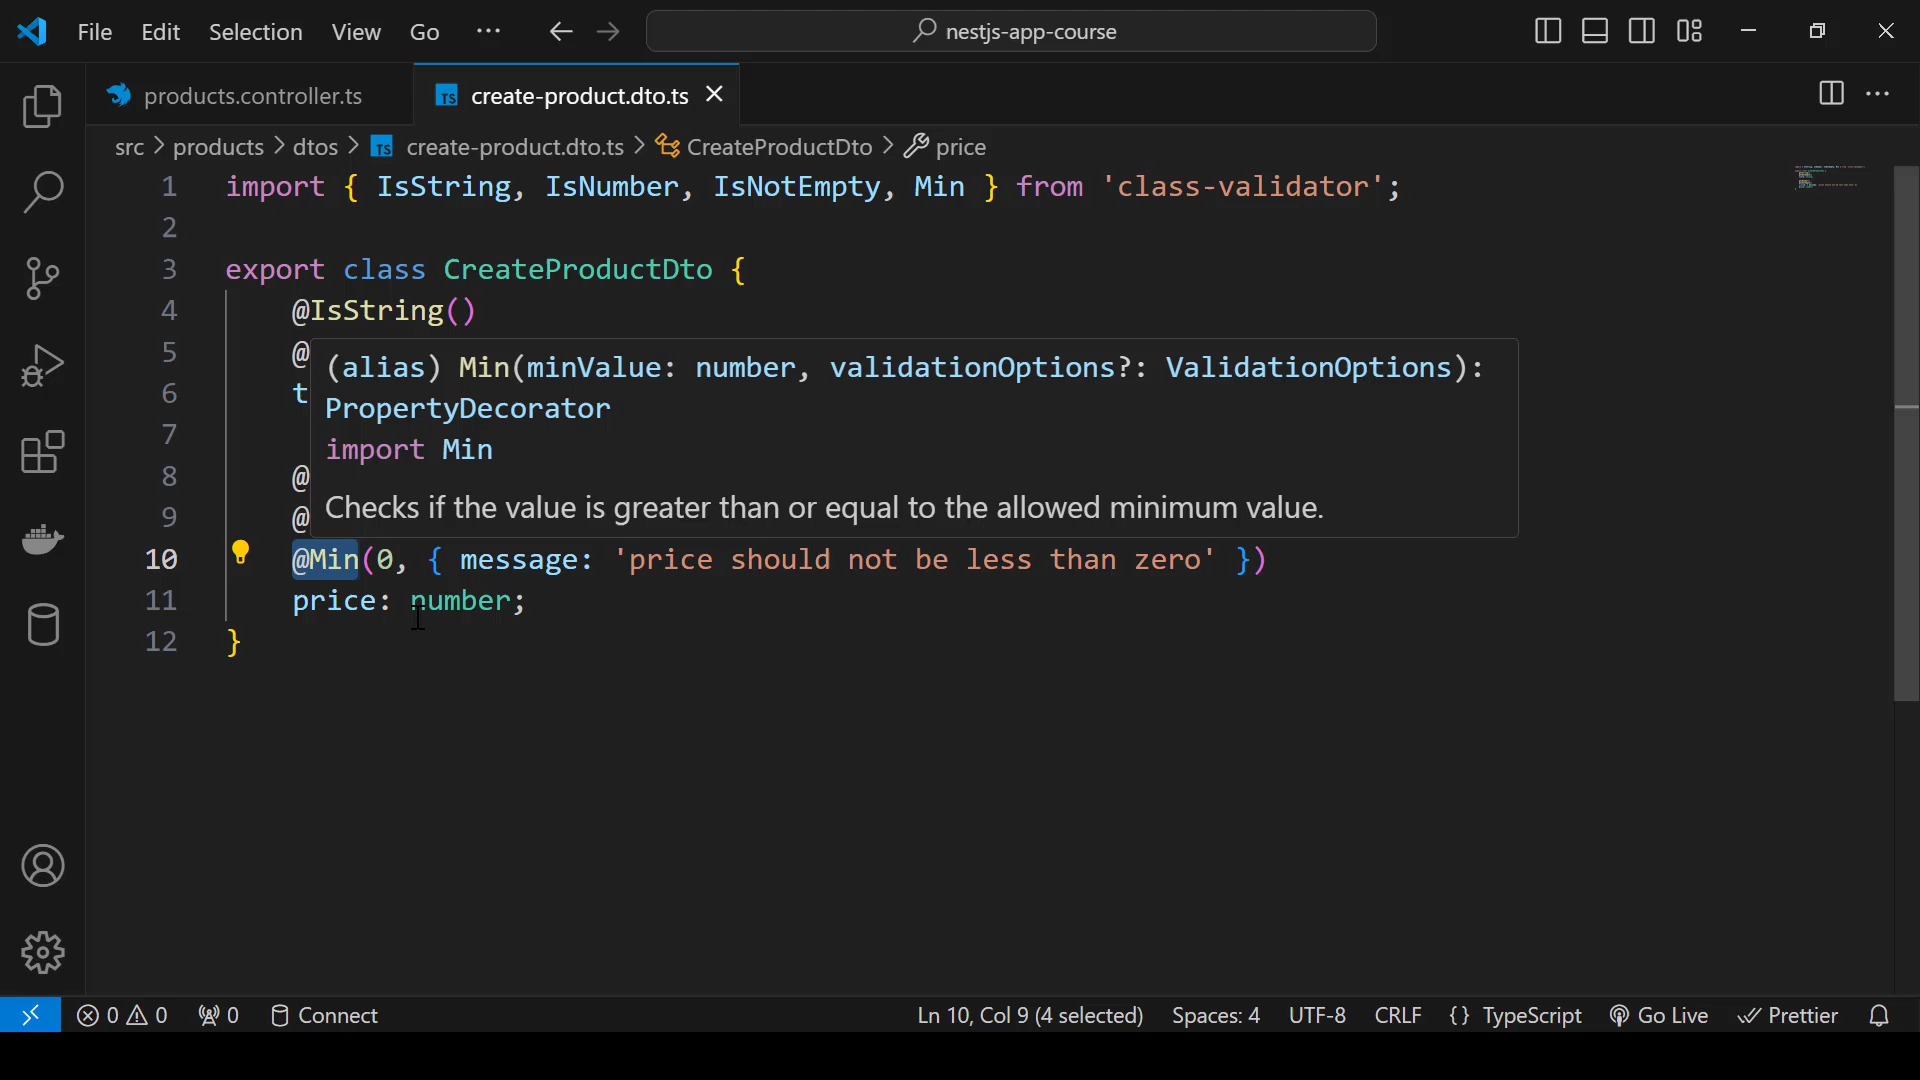 File Edit Selection View Go ··· nestjs-app-course
products.controller.ts TS create-product.dto.ts
src > products > dtos > TS create-product.dto.ts > CreateProductDto > price
1 import { IsString, IsNumber, IsNotEmpty, Min } from 'class-validator';
2
3 export class CreateProductDto {
4 @IsString()
5 @
6 t
7
8 @
9 @
(alias) Min(minValue: number, validationOptions?: ValidationOptions):
PropertyDecorator
import Min
Checks if the value is greater than or equal to the allowed minimum value.
10 @Min(0, { message: 'price should not be less than zero' })
11 price: number;
12 }
0 0 0 Connect Ln 10, Col 9 (4 selected) Spaces: 4 UTF-8 CRLF {} TypeScript Go Live Prettier